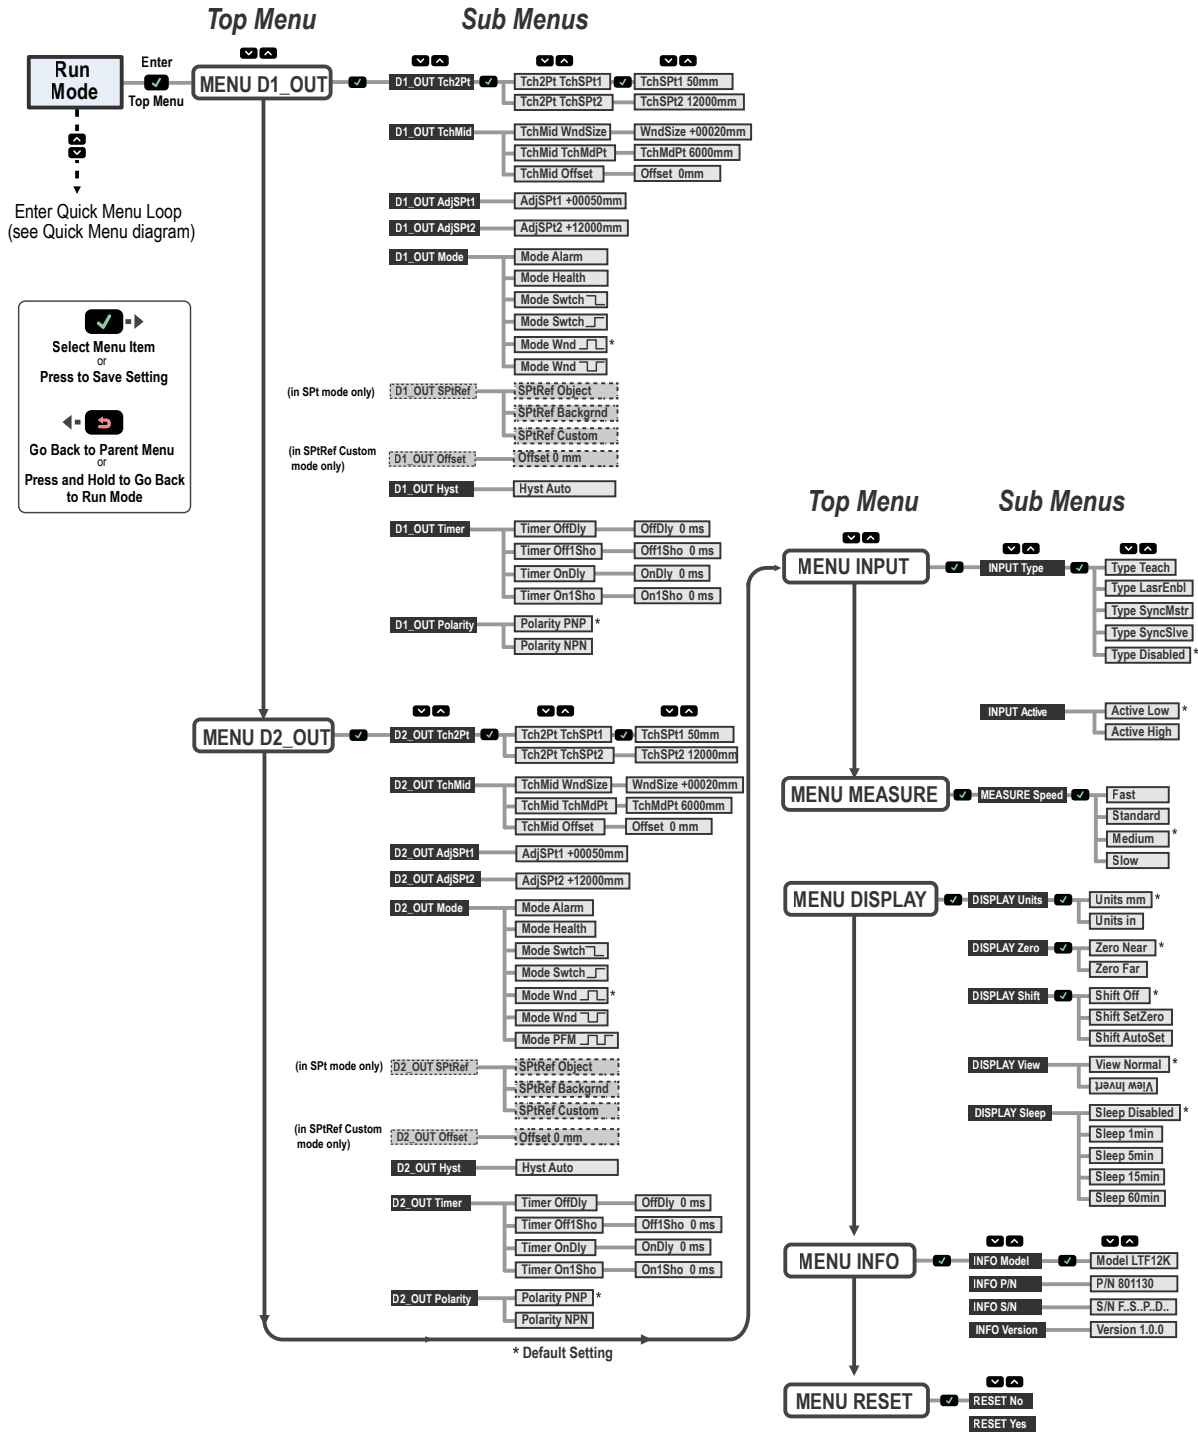 Top Menu
Sub Menus
Run
Mode
Enter
Top Menu
MENU D1_OUT
D1_OUT Tch2Pt
Tch2Pt TchSPt1
TchSPt1 50mm
Tch2Pt TchSPt2
TchSPt2 12000mm
D1_OUT TchMid
TchMid WndSize
WndSize +00020mm
TchMid TchMdPt
TchMdPt 6000mm
TchMid Offset
Offset 0mm
D1_OUT AdjSPt1
AdjSPt1 +00050mm
D1_OUT AdjSPt2
AdjSPt2 +12000mm
D1_OUT Mode
Mode Alarm
Mode Health
Mode Swtch
Mode Swtch
Mode Wnd *
Mode Wnd
(in SPt mode only)
D1_OUT SPtRef
SPtRef Object
SPtRef Backgrnd
SPtRef Custom
(in SPtRef Custom
mode only)
D1_OUT Offset
Offset 0 mm
D1_OUT Hyst
Hyst Auto
D1_OUT Timer
Timer OffDly
OffDly 0 ms
Timer Off1Sho
Off1Sho 0 ms
Timer OnDly
OnDly 0 ms
Timer On1Sho
On1Sho 0 ms
D1_OUT Polarity
Polarity PNP *
Polarity NPN
Enter Quick Menu Loop
(see Quick Menu diagram)
Select Menu Item
or
Press to Save Setting
Go Back to Parent Menu
or
Press and Hold to Go Back
to Run Mode
MENU D2_OUT
D2_OUT Tch2Pt
Tch2Pt TchSPt1
TchSPt1 50mm
Tch2Pt TchSPt2
TchSPt2 12000mm
D2_OUT TchMid
TchMid WndSize
WndSize +00020mm
TchMid TchMdPt
TchMdPt 6000mm
TchMid Offset
Offset 0 mm
D2_OUT AdjSPt1
AdjSPt1 +00050mm
D2_OUT AdjSPt2
AdjSPt2 +12000mm
D2_OUT Mode
Mode Alarm
Mode Health
Mode Swtch
Mode Swtch
Mode Wnd *
Mode Wnd
Mode PFM
(in SPt mode only)
D2_OUT SPtRef
SPtRef Object
SPtRef Backgrnd
SPtRef Custom
(in SPtRef Custom
mode only)
D2_OUT Offset
Offset 0 mm
D2_OUT Hyst
Hyst Auto
D2_OUT Timer
Timer OffDly
OffDly 0 ms
Timer Off1Sho
Off1Sho 0 ms
Timer OnDly
OnDly 0 ms
Timer On1Sho
On1Sho 0 ms
D2_OUT Polarity
Polarity PNP *
Polarity NPN
* Default Setting
Top Menu
Sub Menus
MENU INPUT
INPUT Type
Type Teach
Type LasrEnbl
Type SyncMstr
Type SyncSlve
Type Disabled *
INPUT Active
Active Low *
Active High
MENU MEASURE
MEASURE Speed
Fast
Standard
Medium *
Slow
MENU DISPLAY
DISPLAY Units
Units mm *
Units in
DISPLAY Zero
Zero Near *
Zero Far
DISPLAY Shift
Shift Off *
Shift SetZero
Shift AutoSet
DISPLAY View
View Normal *
View Invert
DISPLAY Sleep
Sleep Disabled *
Sleep 1min
Sleep 5min
Sleep 15min
Sleep 60min
MENU INFO
INFO Model
Model LTF12K
INFO P/N
P/N 801130
INFO S/N
S/N F..S..P..D..
INFO Version
Version 1.0.0
MENU RESET
RESET No
RESET Yes